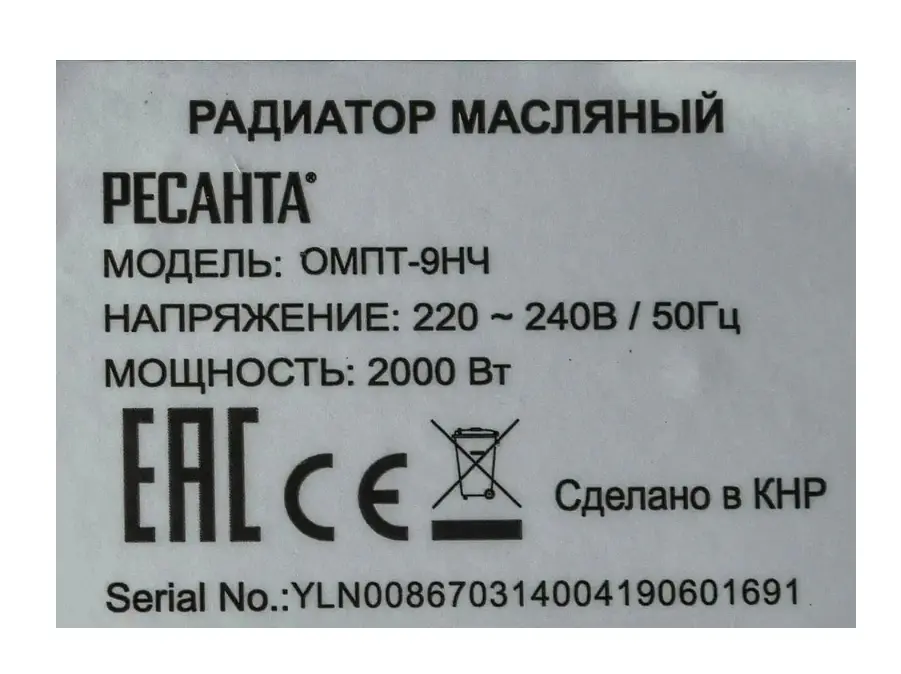 РАДИАТОР МАСЛЯНЫЙ
РЕСАНТА®
МОДЕЛЬ: ОМПТ-9НЧ
НАПРЯЖЕНИЕ: 220 ~ 240В / 50Гц
МОЩНОСТЬ: 2000 Вт
EAC CE Сделано в КНР
Serial No.:YLN008670314004190601691